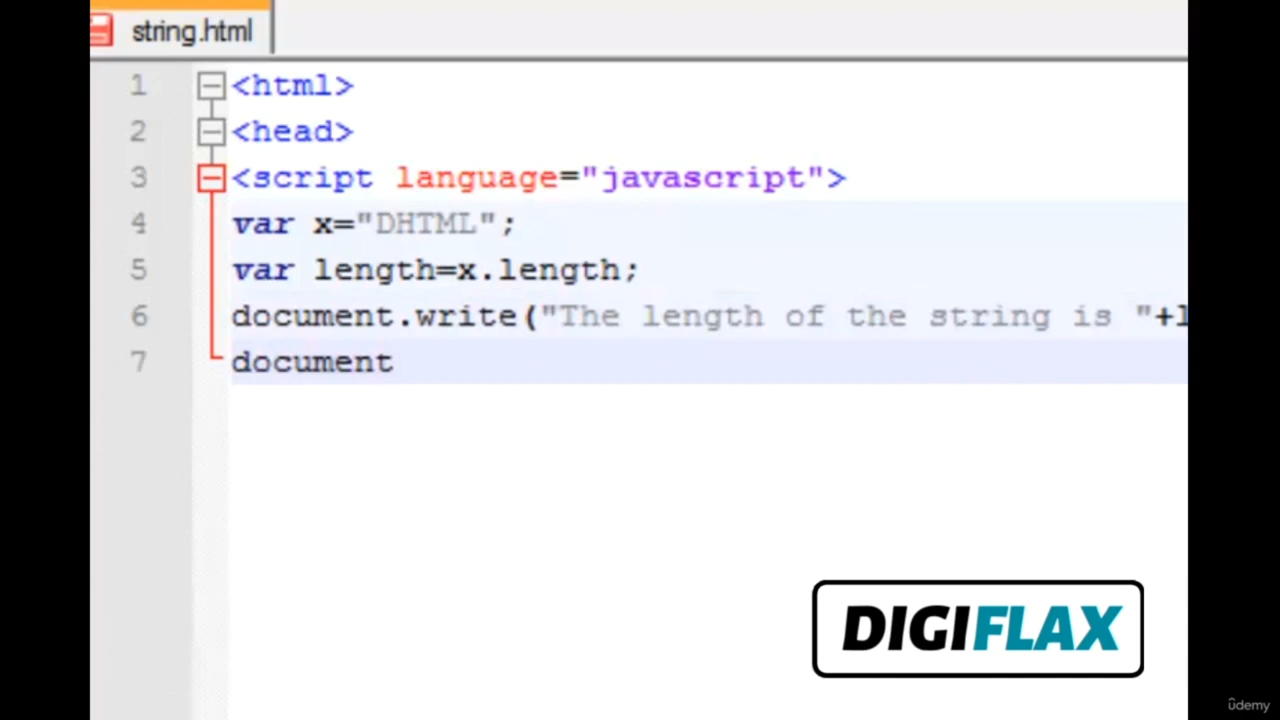 string.html
1 <html>
2 <head>
3 <script language="javascript">
4 var x="DHTML";
5 var length=x.length;
6 document.write("The length of the string is "+l
7 document
DIGIFLAX
ûdemy